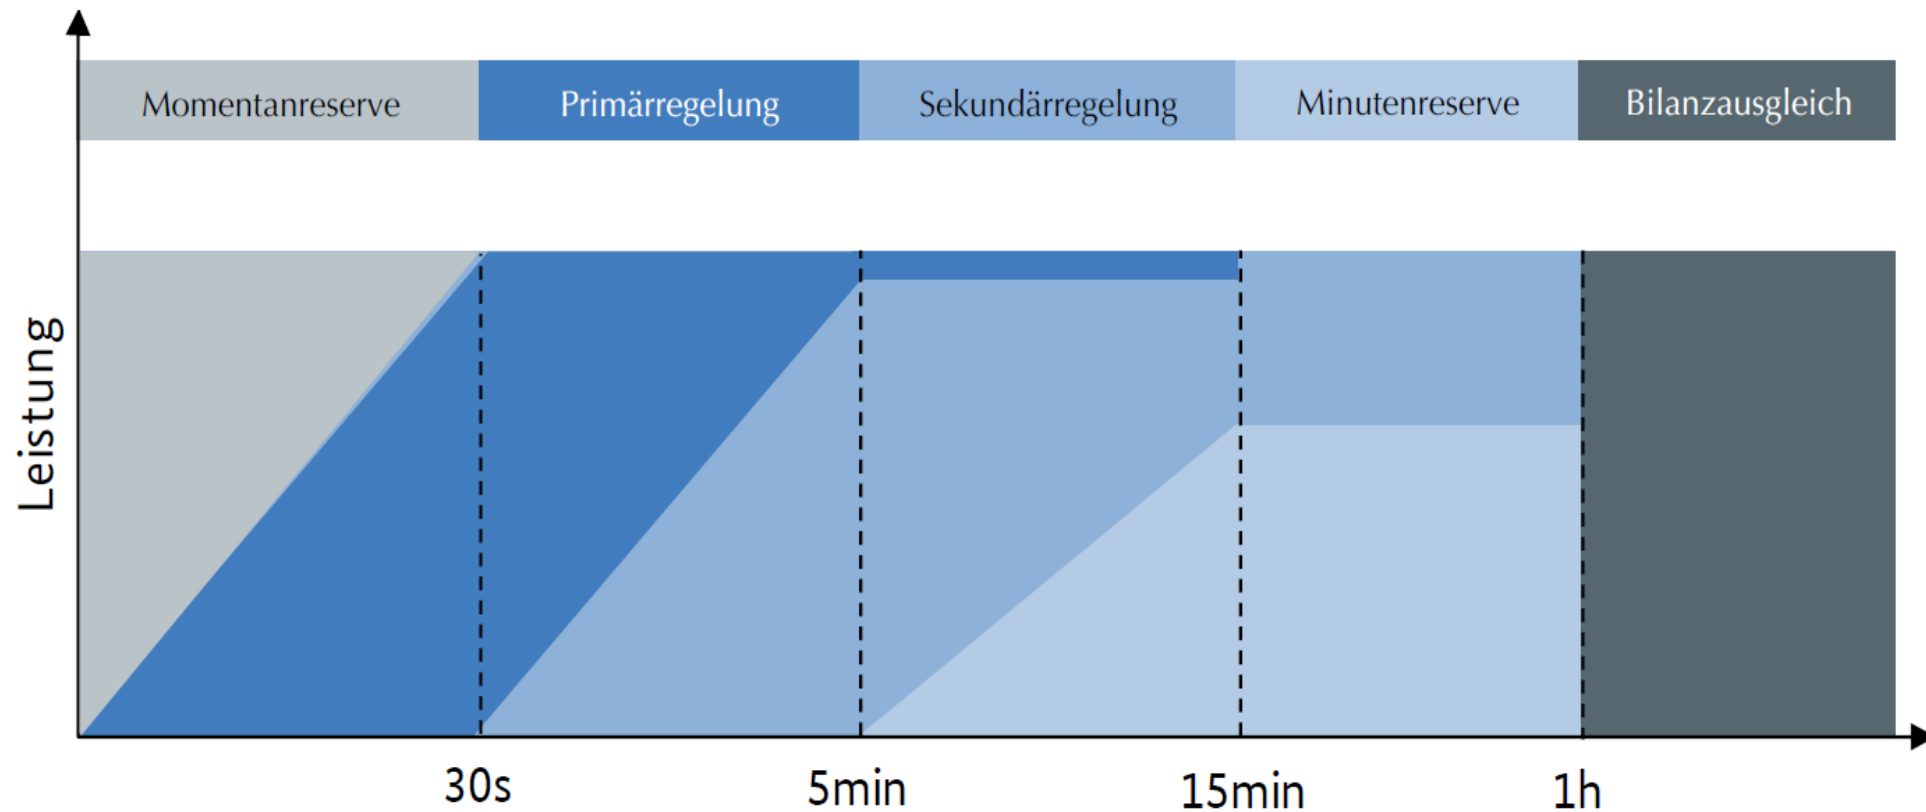 Momentanreserve
Primärregelung
Sekundärregelung
Minutenreserve
Bilanzausgleich
Leistung
30s
5min
15min
1h